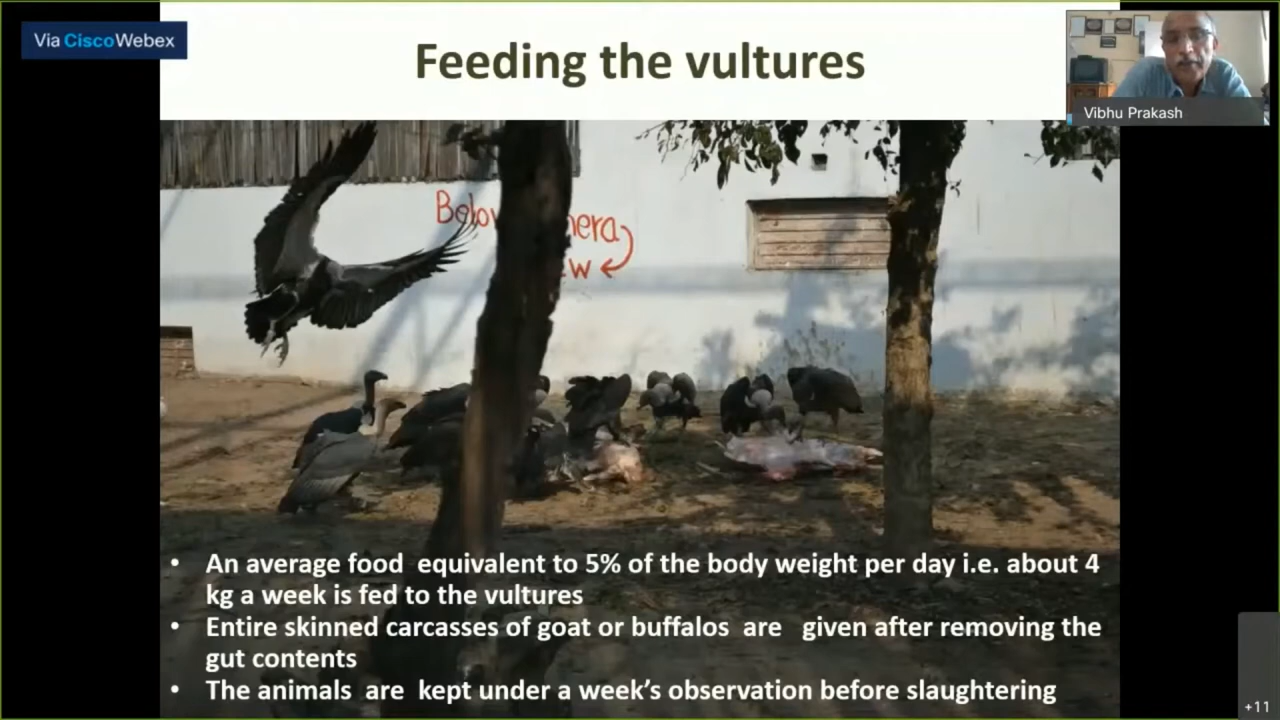 Via Cisco Webex
Feeding the vultures
Vibhu Prakash
• An average food equivalent to 5% of the body weight per day i.e. about 4
kg a week is fed to the vultures
• Entire skinned carcasses of goat or buffalos are given after removing the
gut contents
• The animals are kept under a week's observation before slaughtering
+11